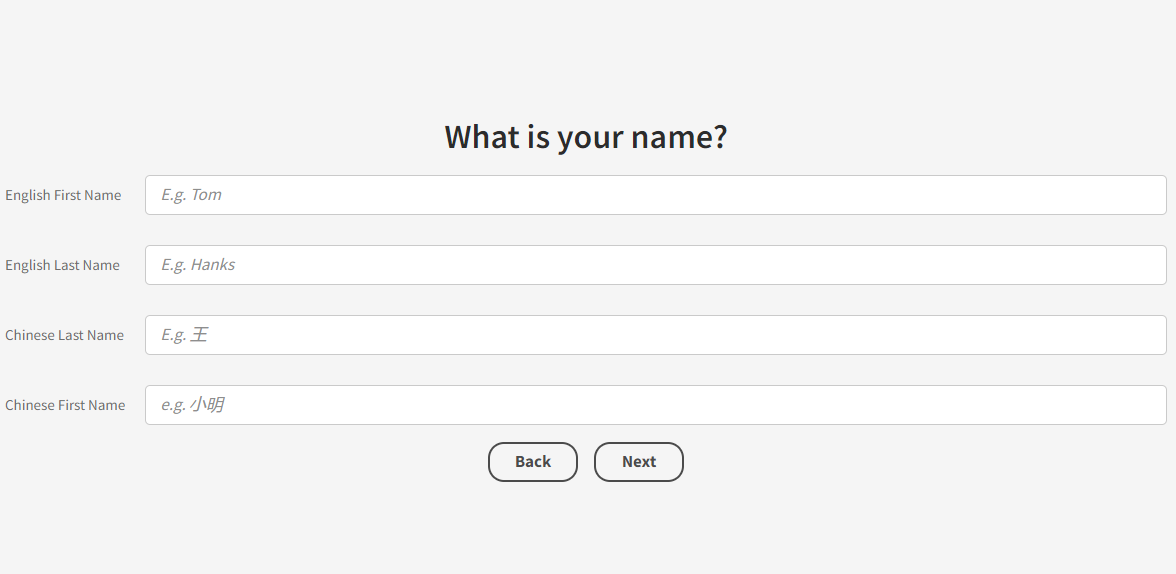 What is your name?
English First Name E.g. Tom
English Last Name E.g. Hanks
Chinese Last Name E.g. 王
Chinese First Name e.g. 小明
Back Next